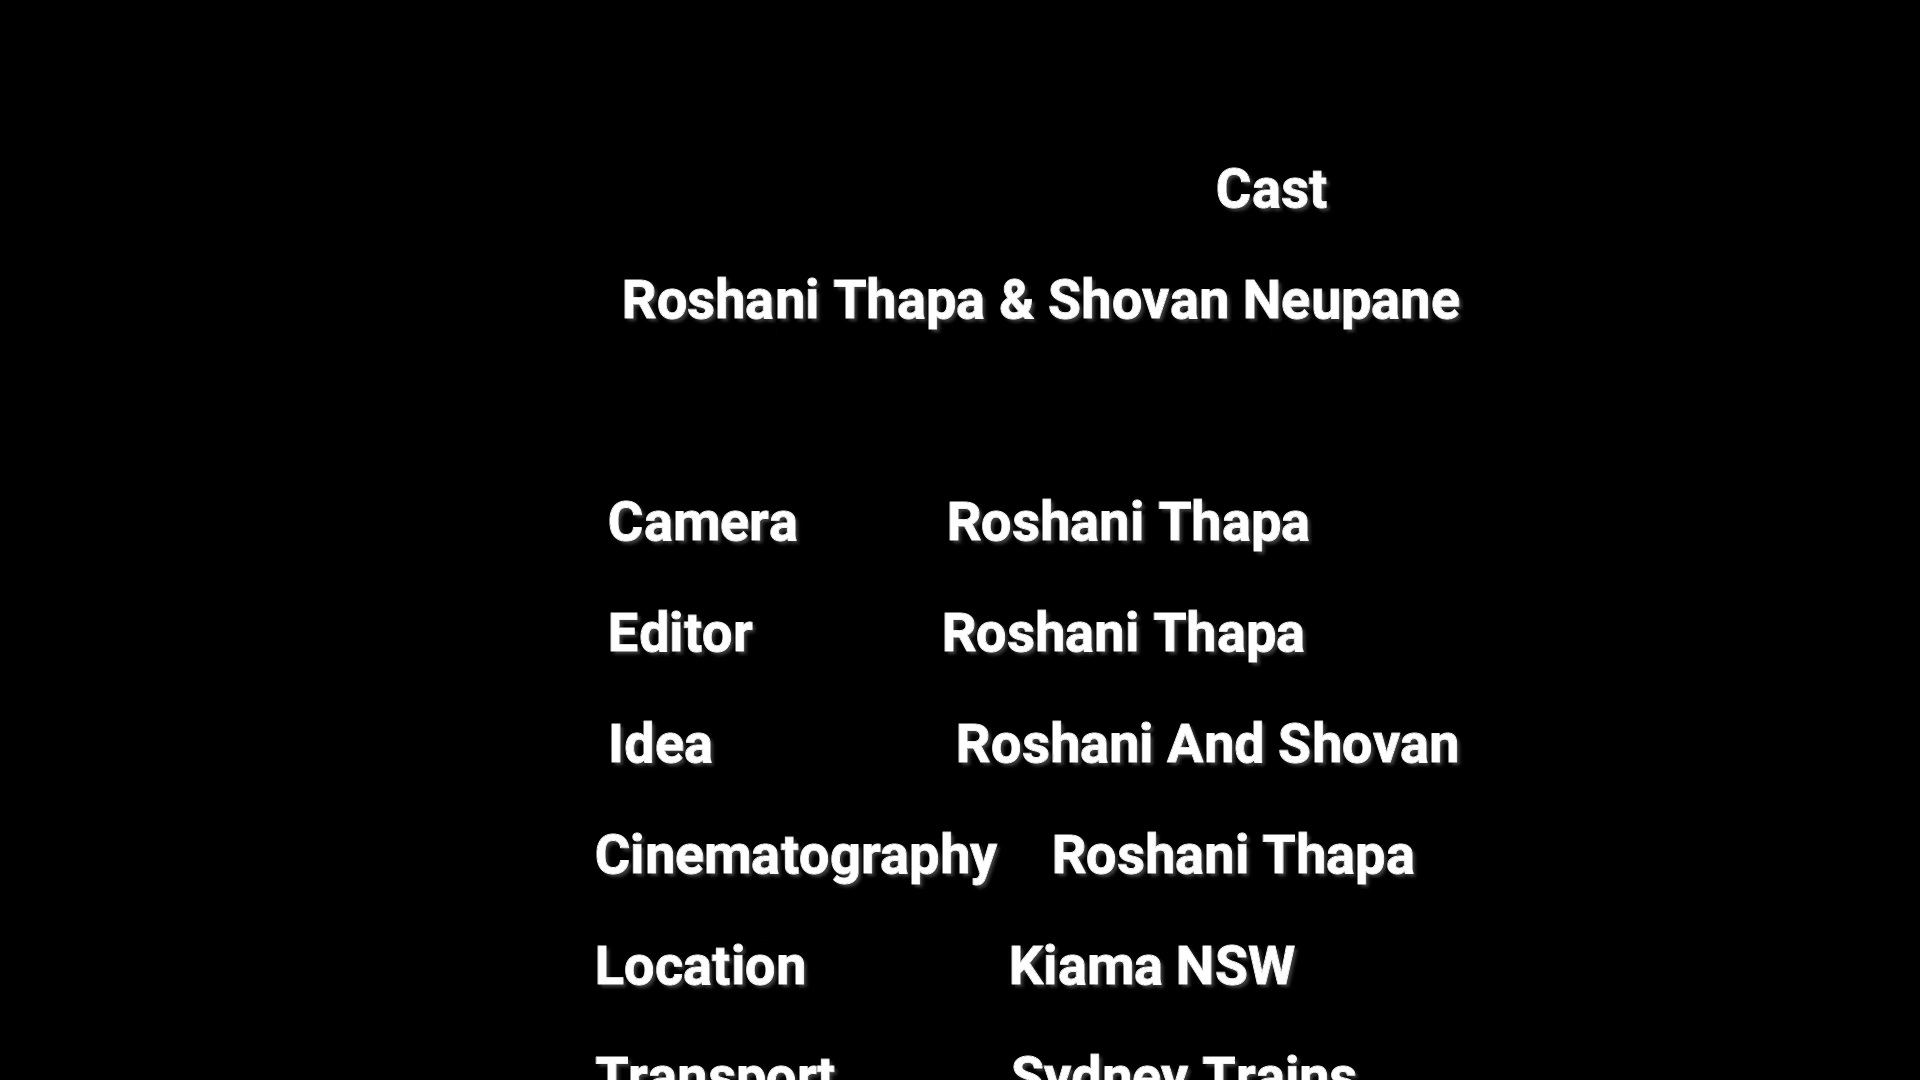 Cast
Roshani Thapa & Shovan Neupane
Camera Roshani Thapa
Editor Roshani Thapa
Idea Roshani And Shovan
Cinematography Roshani Thapa
Location Kiama NSW
Transport Sydney Trains